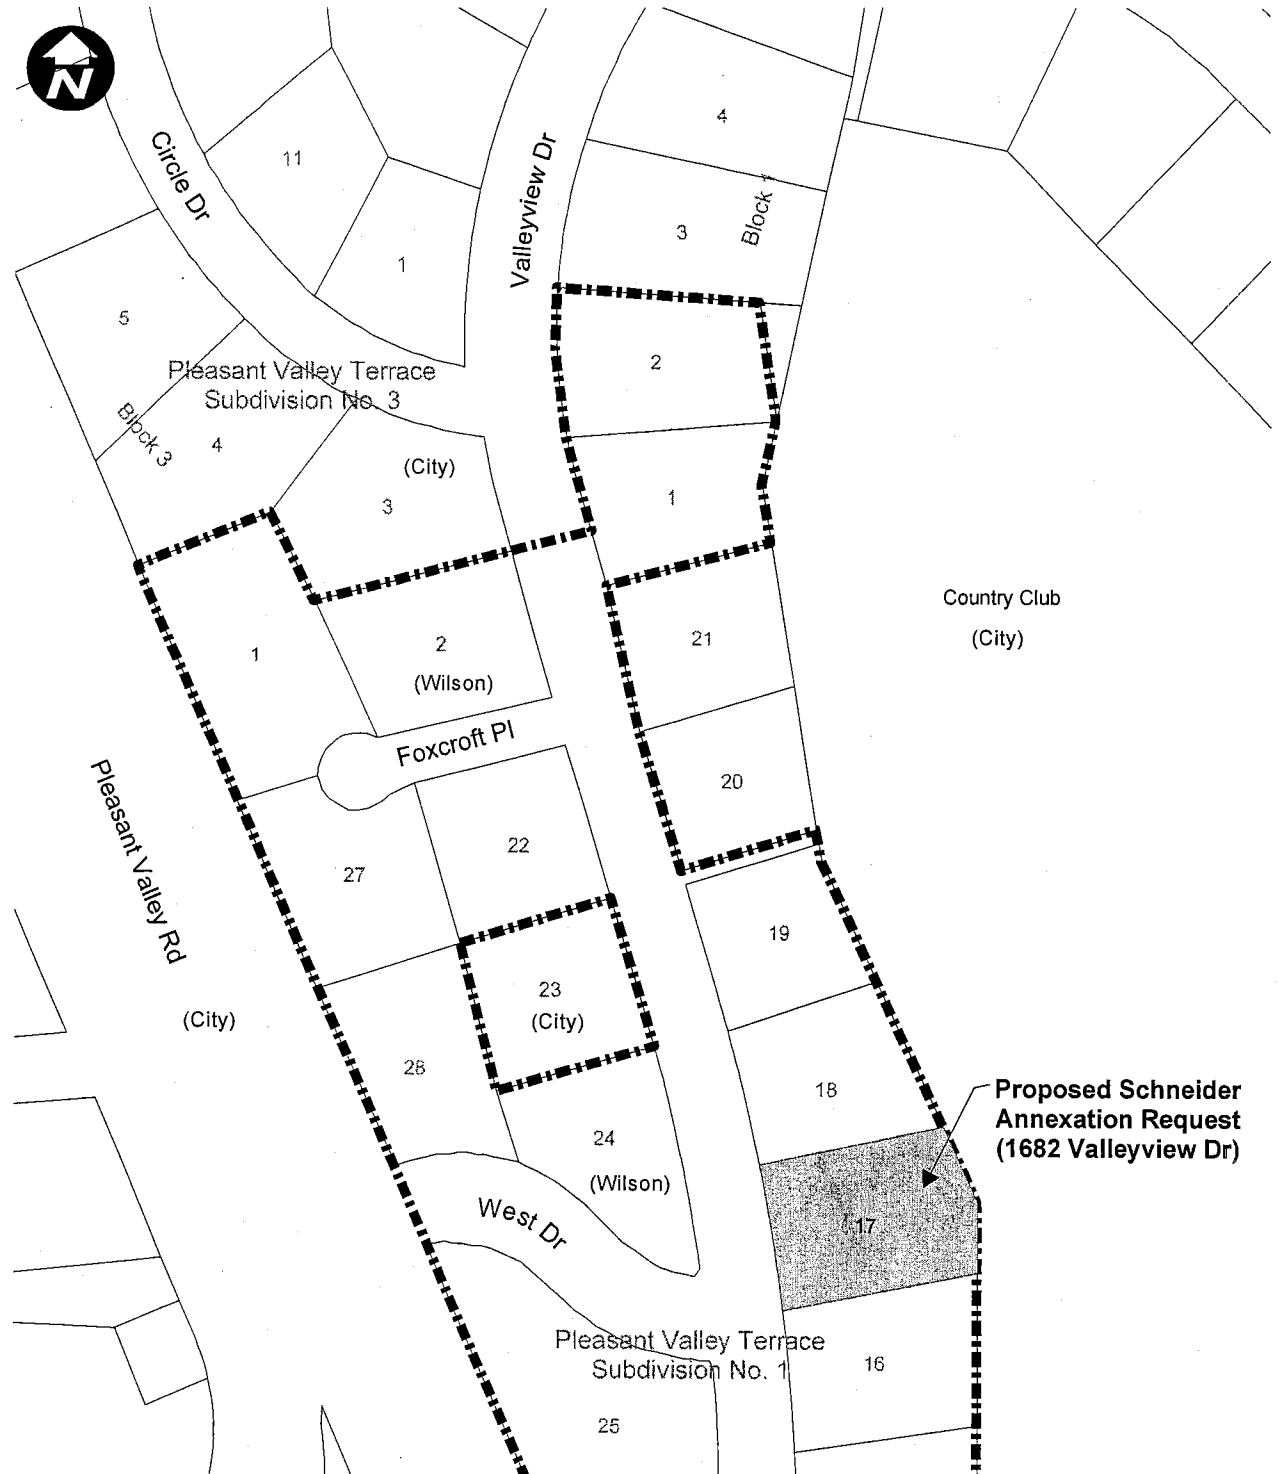 N
4
Circle Dr
11
Valleyview Dr
Block 1
3
1
5
2
Pleasant Valley Terrace
Subdivision No. 3
Block 3
4
(City)
3
1
Country Club
(City)
21
1
2
(Wilson)
Foxcroft Pl
Pleasant Valley Rd
20
22
27
19
23
(City)
(City)
28
18
Proposed Schneider
Annexation Request
(1682 Valleyview Dr)
24
(Wilson)
West Dr
17
Pleasant Valley Terrace
Subdivision No. 1
16
25